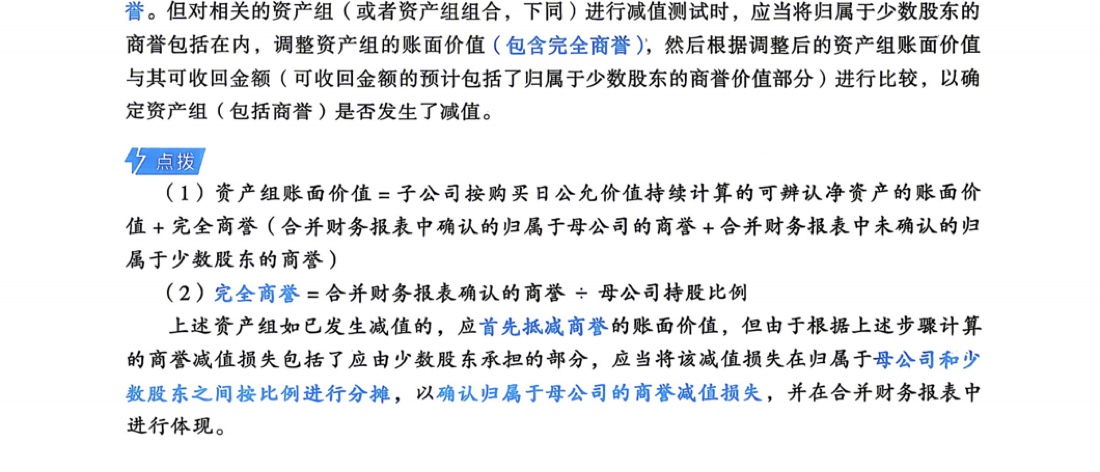 誉。但对相关的资产组（或者资产组组合，下同）进行减值测试时，应当将归属于少数股东的
商誉包括在内，调整资产组的账面价值（包含完全商誉），然后根据调整后的资产组账面价值
与其可收回金额（可收回金额的预计包括了归属于少数股东的商誉价值部分）进行比较，以确
定资产组（包括商誉）是否发生了减值。
点拨
（1）资产组账面价值＝子公司按购买日公允价值持续计算的可辨认净资产的账面价
值＋完全商誉（合并财务报表中确认的归属于母公司的商誉＋合并财务报表中未确认的归
属于少数股东的商誉）
（2）完全商誉＝合并财务报表确认的商誉÷母公司持股比例
上述资产组如已发生减值的，应首先抵减商誉的账面价值，但由于根据上述步骤计算
的商誉减值损失包括了应由少数股东承担的部分，应当将该减值损失在归属于母公司和少
数股东之间按比例进行分摊，以确认归属于母公司的商誉减值损失，并在合并财务报表中
进行体现。